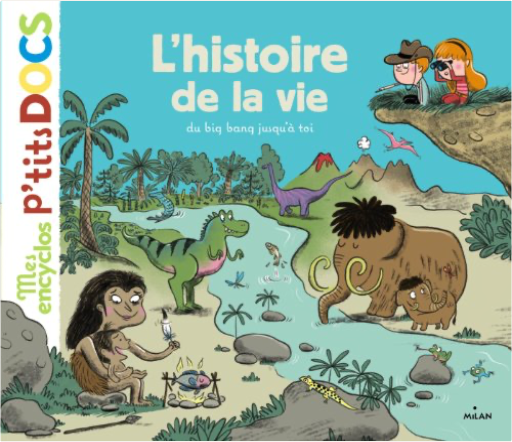 L'histoire
de la vie
du big bang jusqu'à toi
Mes
encyclos
p'tits DOCS
MILAN